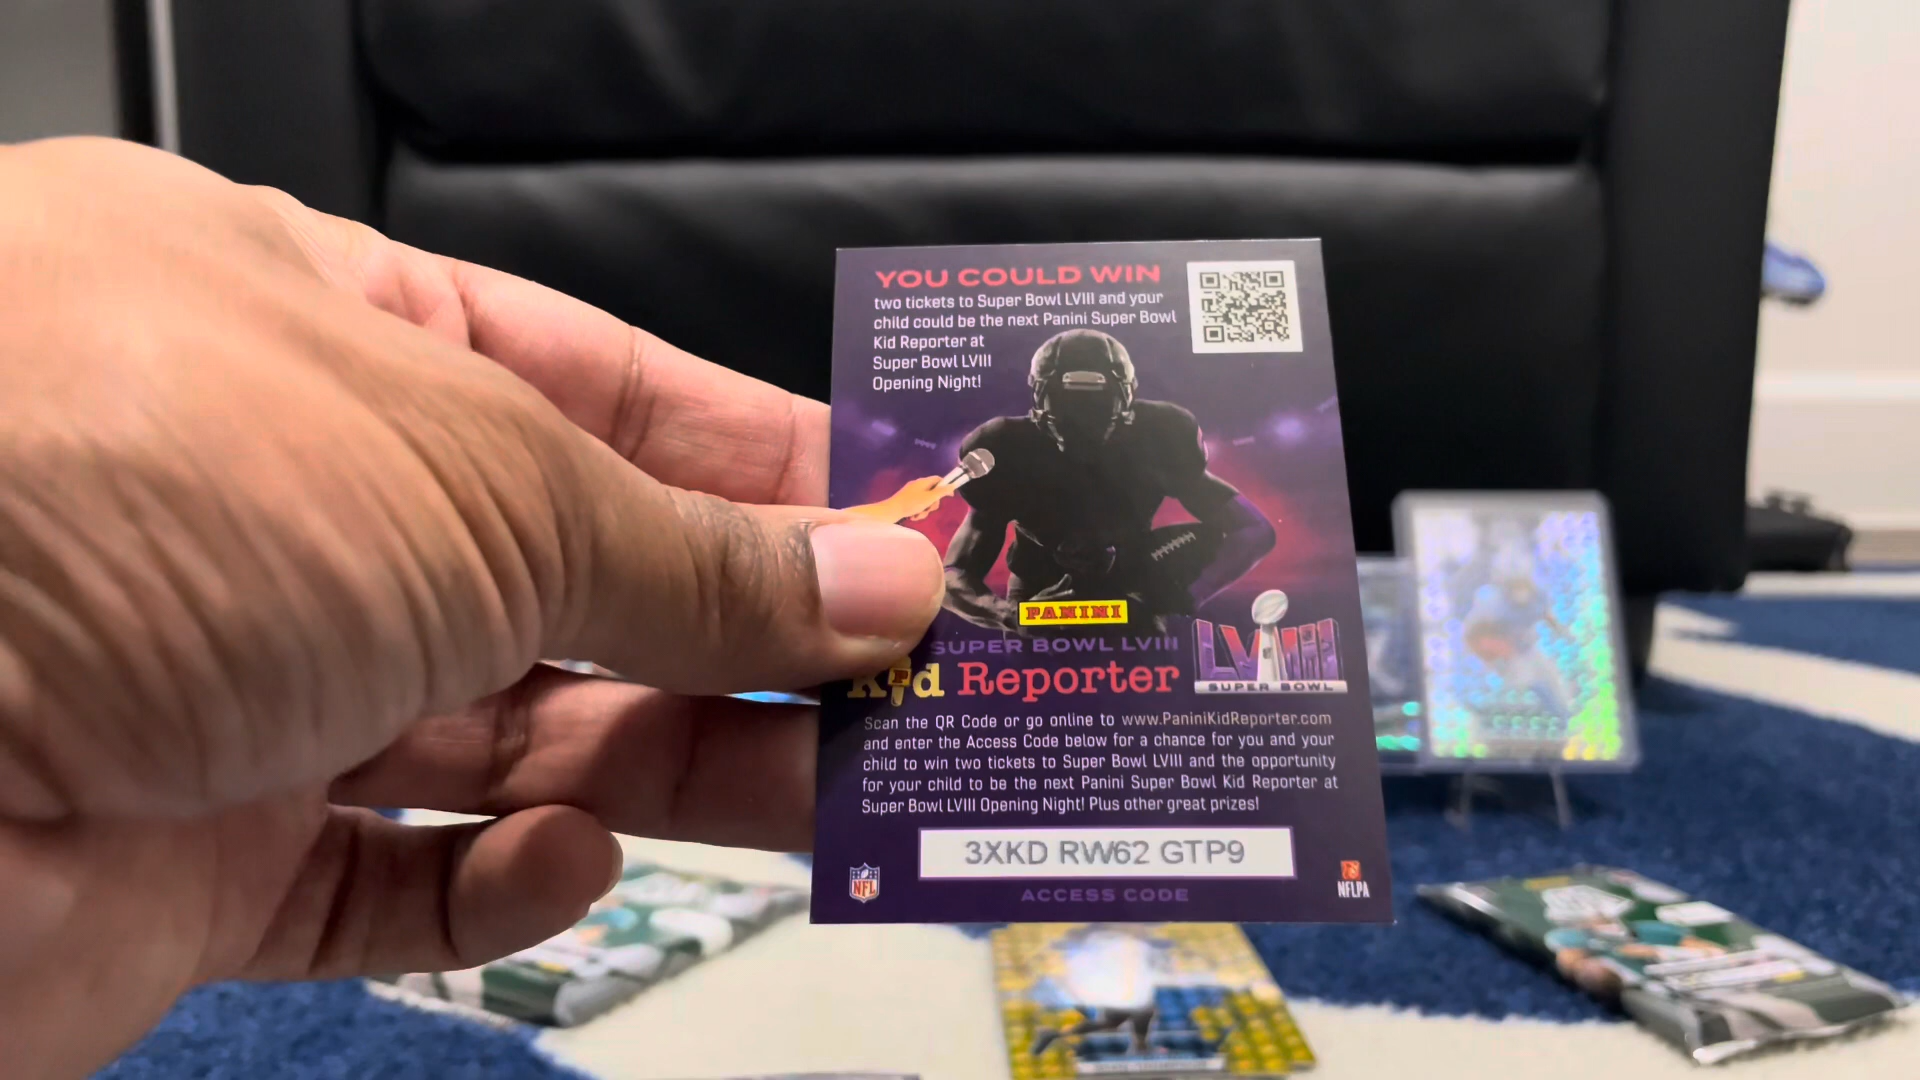 YOU COULD WIN
two tickets to Super Bowl LVIII and your
child could be the next Panini Super Bowl
Kid Reporter at
Super Bowl LVIII
Opening Night!
PANINI
SUPER BOWL LVIII
Kid Reporter
LVIII
SUPER BOWL
Scan the QR Code or go online to www.PaniniKidReporter.com
and enter the Access Code below for a chance for you and your
child to win two tickets to Super Bowl LVIII and the opportunity
for your child to be the next Panini Super Bowl Kid Reporter at
Super Bowl LVIII Opening Night! Plus other great prizes!
3XKD RW62 GTP9
NFL
ACCESS CODE
NFLPA